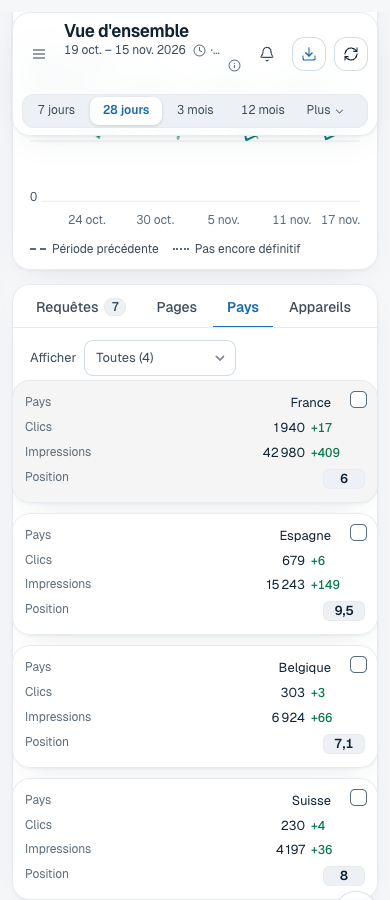 Vue d'ensemble
19 oct. – 15 nov. 2026 ·...
7 jours 28 jours 3 mois 12 mois Plus
0
24 oct. 30 oct. 5 nov. 11 nov. 17 nov.
Période précédente Pas encore définitif
Requêtes 7 Pages Pays Appareils
Afficher Toutes (4)
Pays France
Clics 1 940 +17
Impressions 42 980 +409
Position 6
Pays Espagne
Clics 679 +6
Impressions 15 243 +149
Position 9,5
Pays Belgique
Clics 303 +3
Impressions 6 924 +66
Position 7,1
Pays Suisse
Clics 230 +4
Impressions 4 197 +36
Position 8